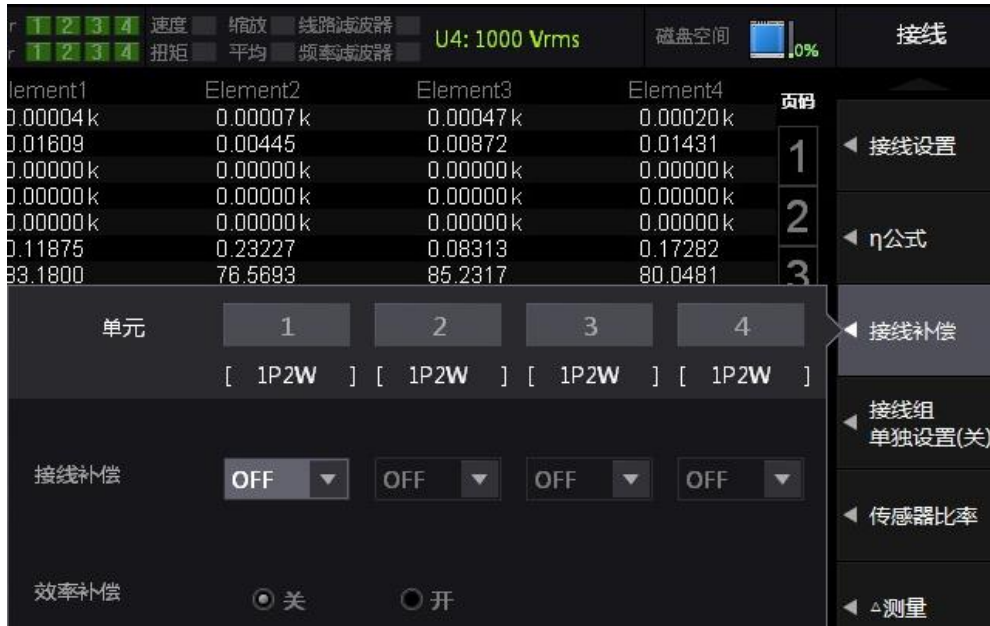 r 1 2 3 4 速度 缩放 线路滤波器 U4: 1000 Vrms 磁盘空间 0% 接线
r 1 2 3 4 扭矩 平均 频率滤波器
lement1 Element2 Element3 Element4 页码
0.00004k 0.00007k 0.00047k 0.00020k
0.01609 0.00445 0.00872 0.01431 1 接线设置
0.00000k 0.00000k 0.00000k 0.00000k
0.00000k 0.00000k 0.00000k 0.00000k
0.00000k 0.00000k 0.00000k 0.00000k 2
0.11875 0.23227 0.08313 0.17282 η公式
83.1800 76.5693 85.2317 80.0481 3
单元 1 2 3 4 接线补偿
[ 1P2W ] [ 1P2W ] [ 1P2W ] [ 1P2W ]
接线组
单独设置(关)
接线补偿 OFF OFF OFF OFF
传感器比率
效率补偿 关 开
△测量